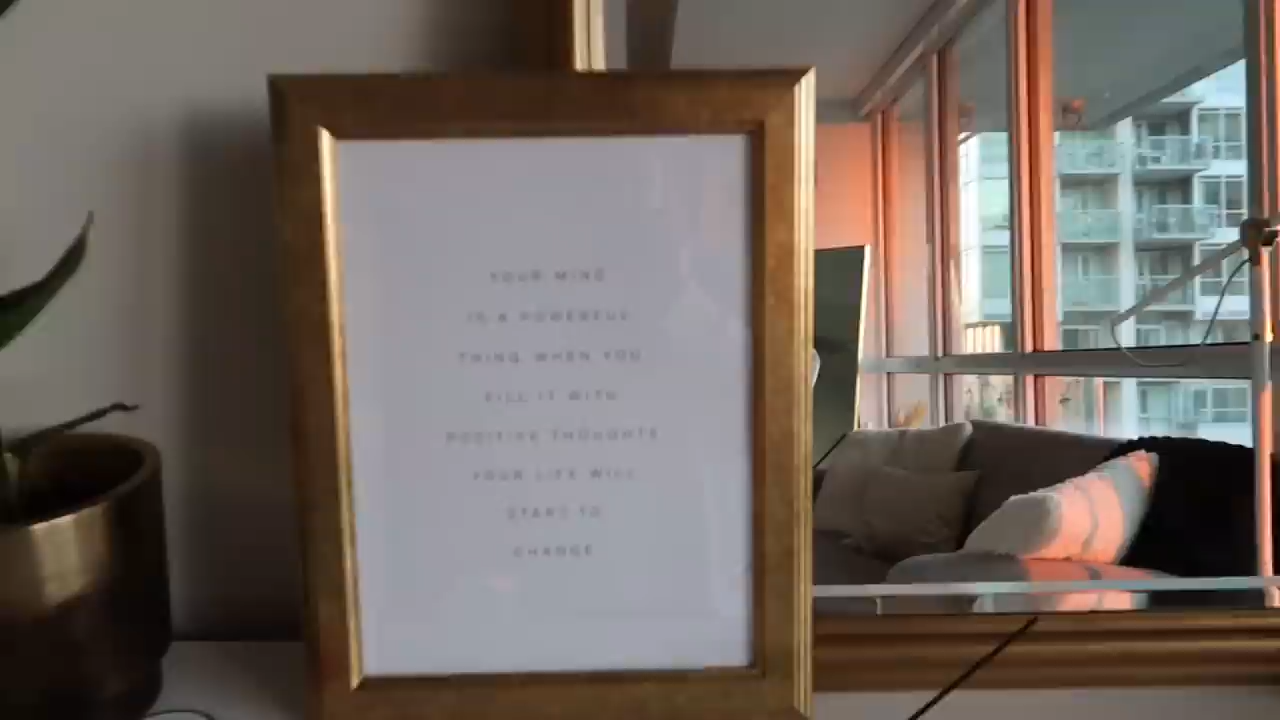 YOUR MIND
IS A POWERFUL
THING WHEN YOU
FILL IT WITH
POSITIVE THOUGHTS
YOUR LIFE WILL
START TO
CHANGE